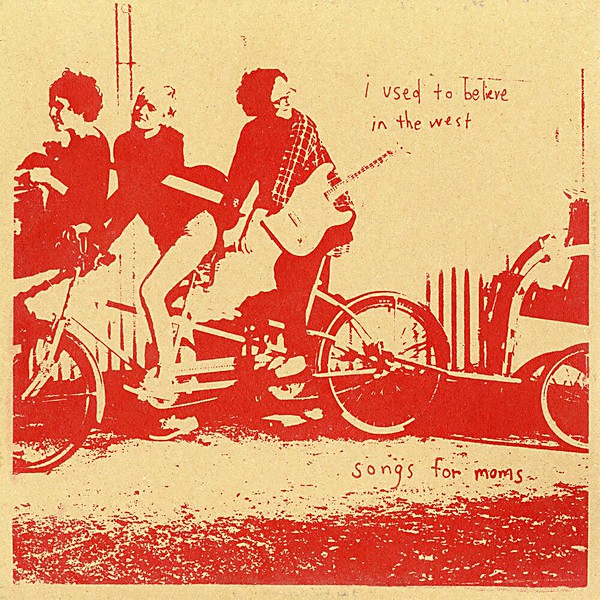 i used to believe
in the west
songs for moms